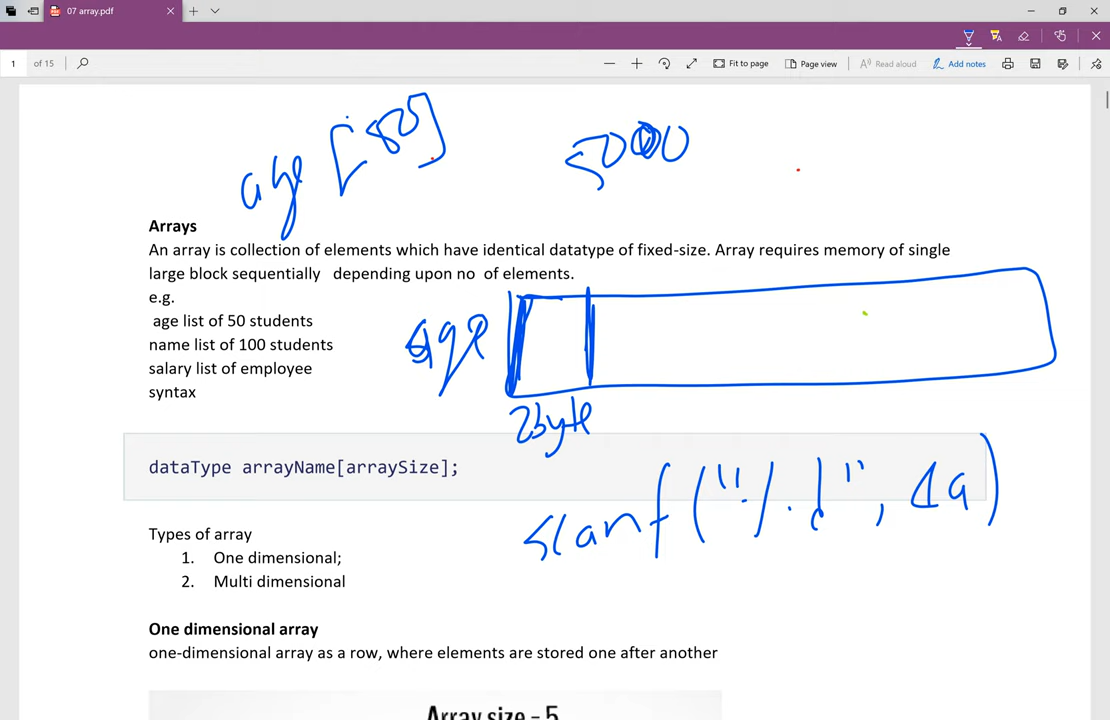 07 array.pdf
1 of 15
Fit to page
Page view
Read aloud
Add notes
age [50]
5000
Arrays
An array is collection of elements which have identical datatype of fixed-size. Array requires memory of single
large block sequentially depending upon no of elements.
e.g.
age list of 50 students
name list of 100 students
salary list of employee
syntax
age
2byte
dataType arrayName[arraySize];
scanf("%d", &a)
Types of array
1. One dimensional;
2. Multi dimensional
One dimensional array
one-dimensional array as a row, where elements are stored one after another
Array size - 5